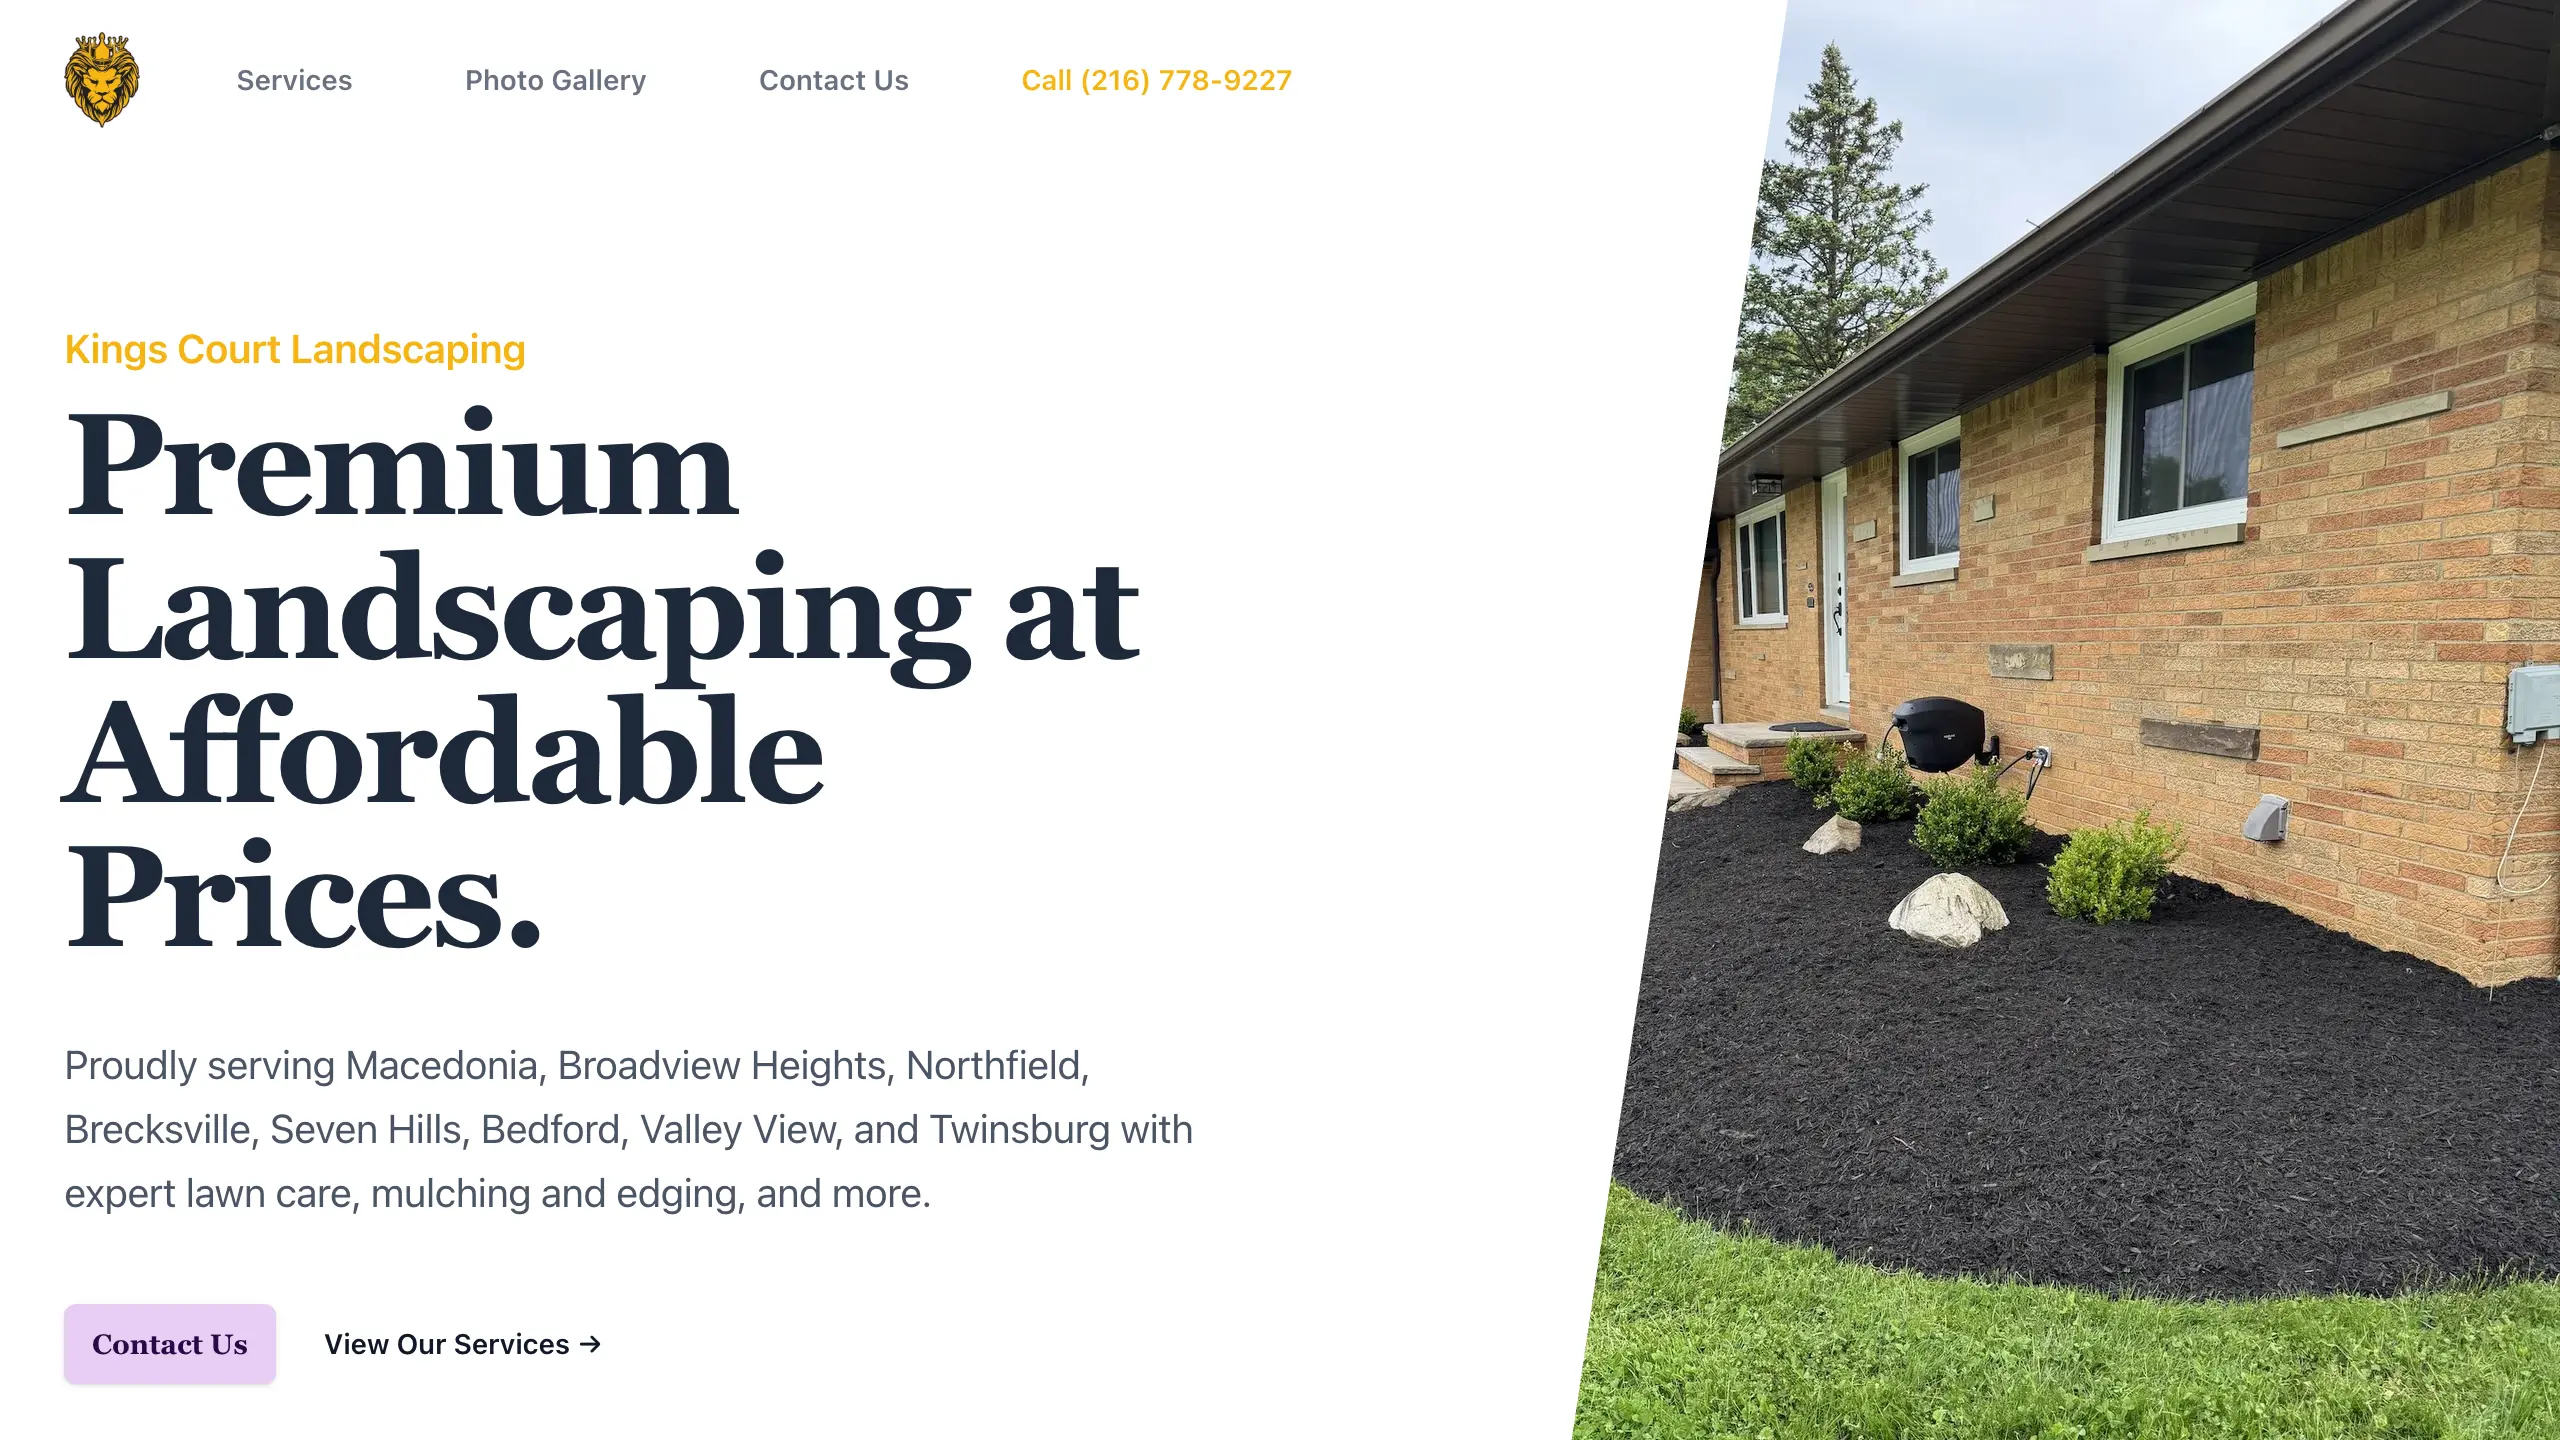 Services
Photo Gallery
Contact Us
Call (216) 778-9227
Kings Court Landscaping
Premium
Landscaping at
Affordable
Prices.
Proudly serving Macedonia, Broadview Heights, Northfield,
Brecksville, Seven Hills, Bedford, Valley View, and Twinsburg with
expert lawn care, mulching and edging, and more.
Contact Us
View Our Services →